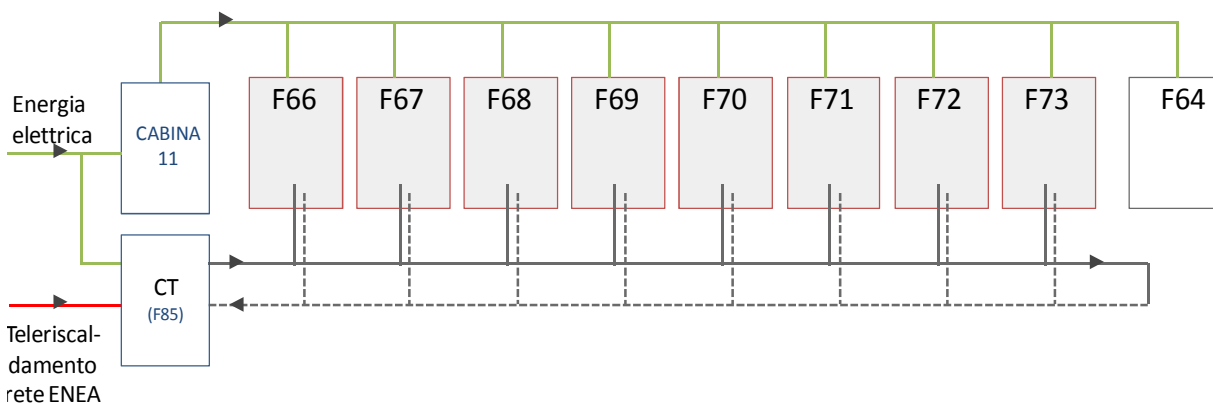 Energia
elettrica
CABINA
11
F66
F67
F68
F69
F70
F71
F72
F73
F64
CT
(F85)
Teleriscal-
damento
rete ENEA